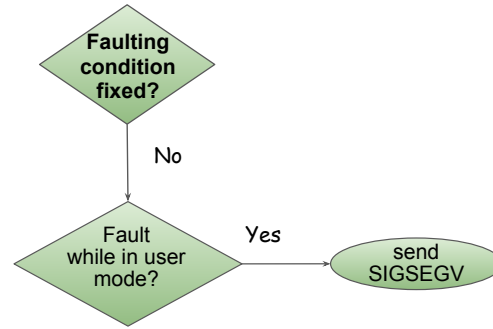 Faulting
condition
fixed?
No
Fault
while in user
mode?
Yes
send
SIGSEGV